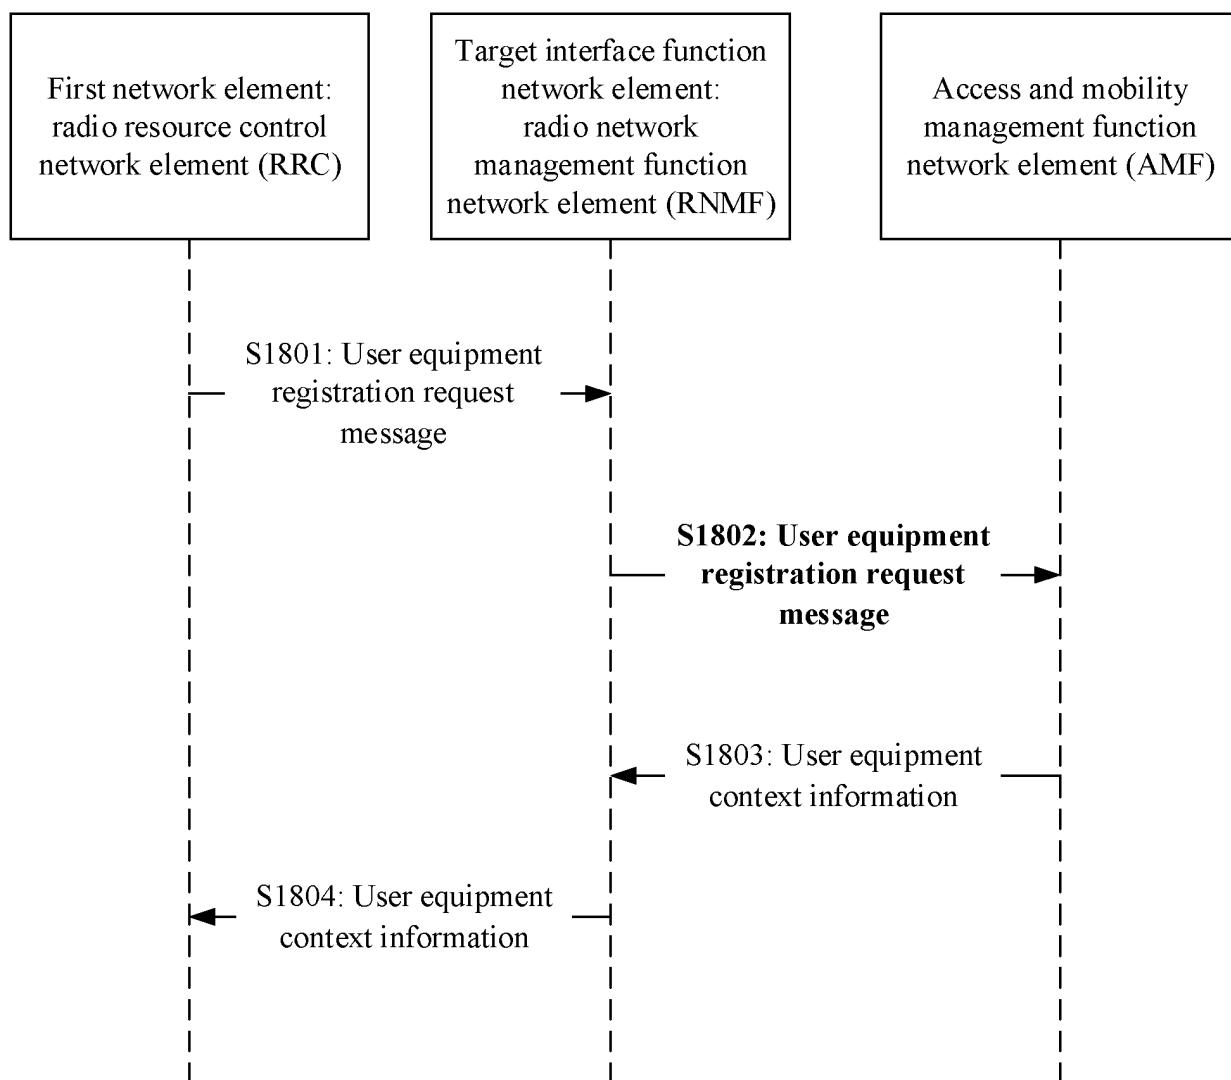 First network element:
radio resource control
network element (RRC)
Target interface function
network element:
radio network
management function
network element (RNMF)
Access and mobility
management function
network element (AMF)
S1801: User equipment
registration request
message
S1802: User equipment
registration request
message
S1803: User equipment
context information
S1804: User equipment
context information